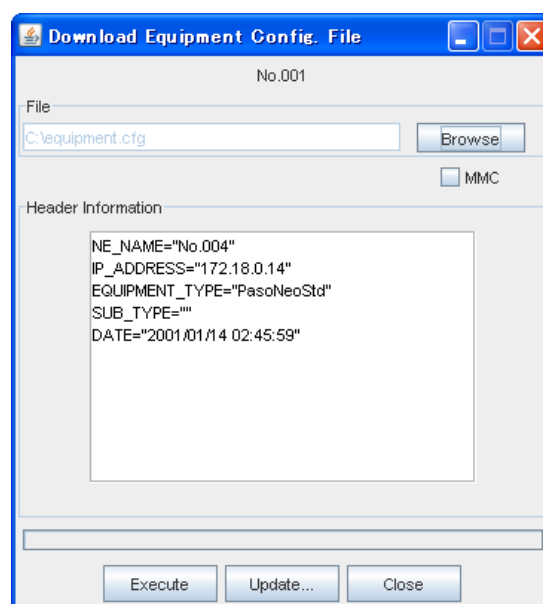 Download Equipment Config. File
No.001
File
C:\equipment.cfg
Browse
MMC
Header Information
NE_NAME="No.004"
IP_ADDRESS="172.18.0.14"
EQUIPMENT_TYPE="PasoNeoStd"
SUB_TYPE=""
DATE="2001/01/14 02:45:59"
Execute Update... Close